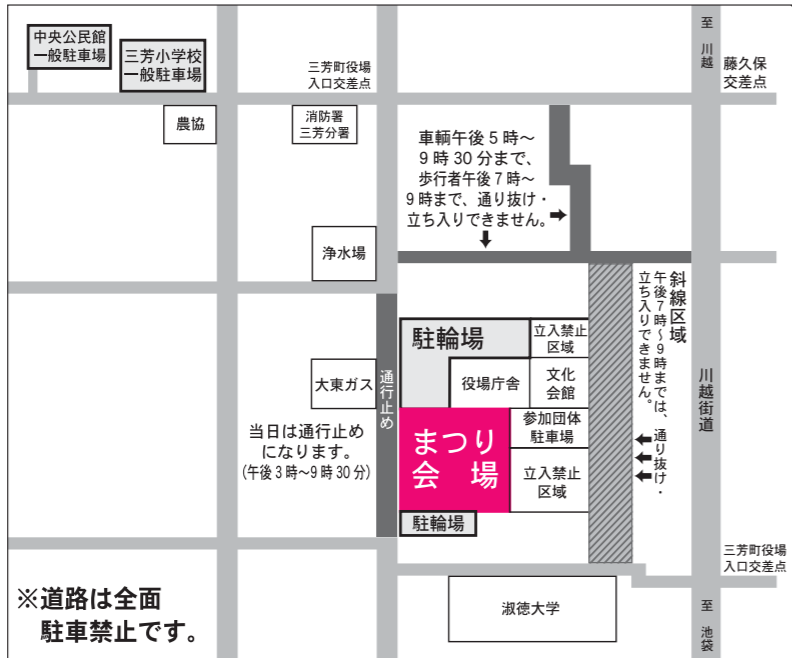 中央公民館
一般駐車場
三芳小学校
一般駐車場
三芳町役場
入口交差点
至 川越
藤久保
交差点
農協
消防署
三芳分署
車輌午後5時〜
9時30分まで、
歩行者午後7時〜
9時まで、通り抜け・
立ち入りできません。
浄水場
斜線区域
午後7時〜9時までは、通り抜け・
立ち入りできません。
駐輪場
立入禁止
区域
大東ガス
通行止め
役場庁舎
文化
会館
川越街道
当日は通行止め
になります。
(午後3時〜9時30分)
まつり
会 場
参加団体
駐車場
立入禁止
区域
駐輪場
三芳町役場
入口交差点
※道路は全面
駐車禁止です。
淑徳大学
至 池袋